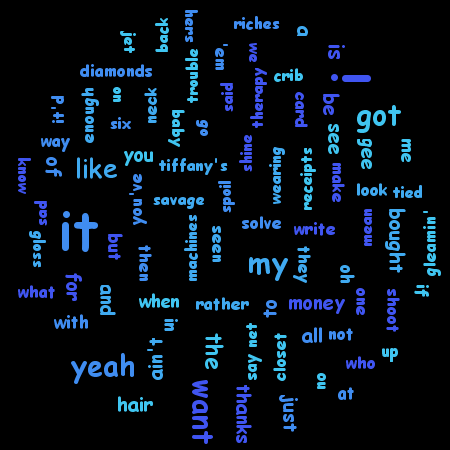 riches
hers
back
jet
a
'em
we
is
i
diamonds
trouble
crib
therapy
said
card
be
enough
on
neck
it'd
six
baby
go
got
see
gee
me
way
of
you
like
tiffany's
shine
wearing
receipts
make
know
you've
savage
spoil
look
tied
sad
gloss
it
but
then
machines
seen
solve
write
mean
bought
gleamin'
my
they
oh
what
for
and
when
rather
to
money
one
shoot
if
with
in
ain't
the
say
net
closet
all
not
up
who
yeah
no
at
hair
want
thanks
just